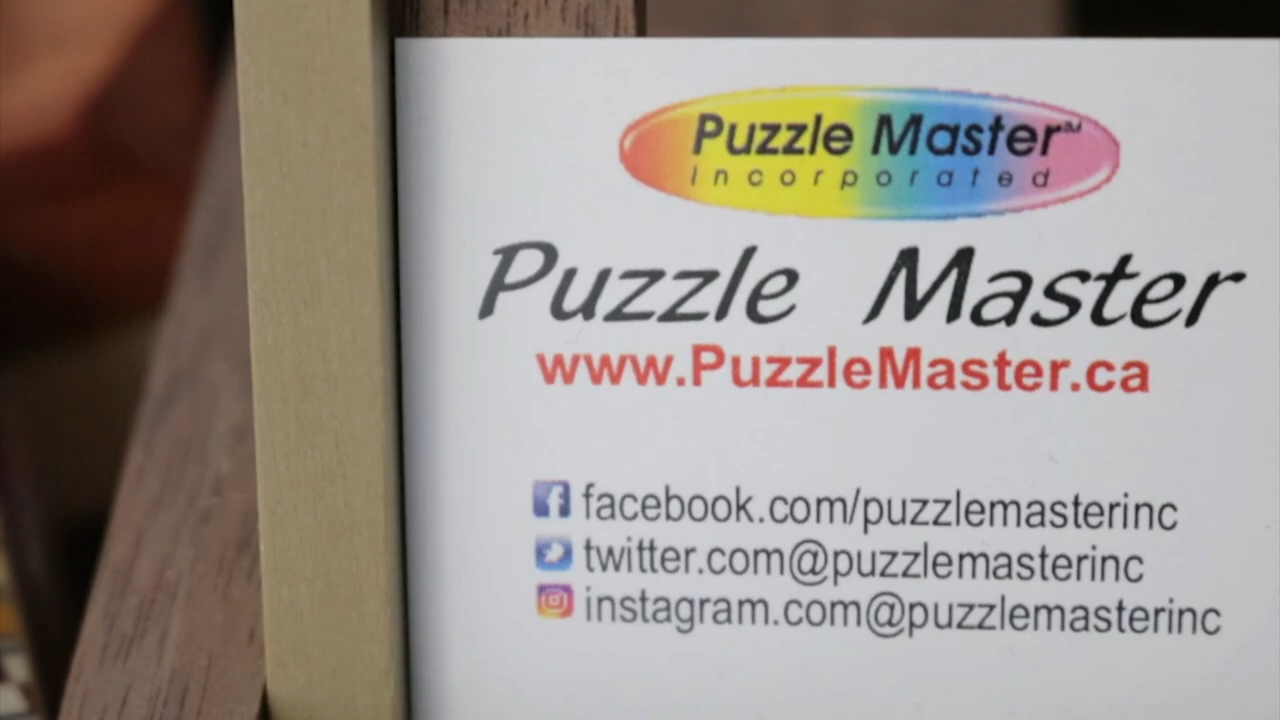 Puzzle Master™
Incorporated
Puzzle Master
www.PuzzleMaster.ca
facebook.com/puzzlemasterinc
twitter.com@puzzlemasterinc
instagram.com@puzzlemasterinc